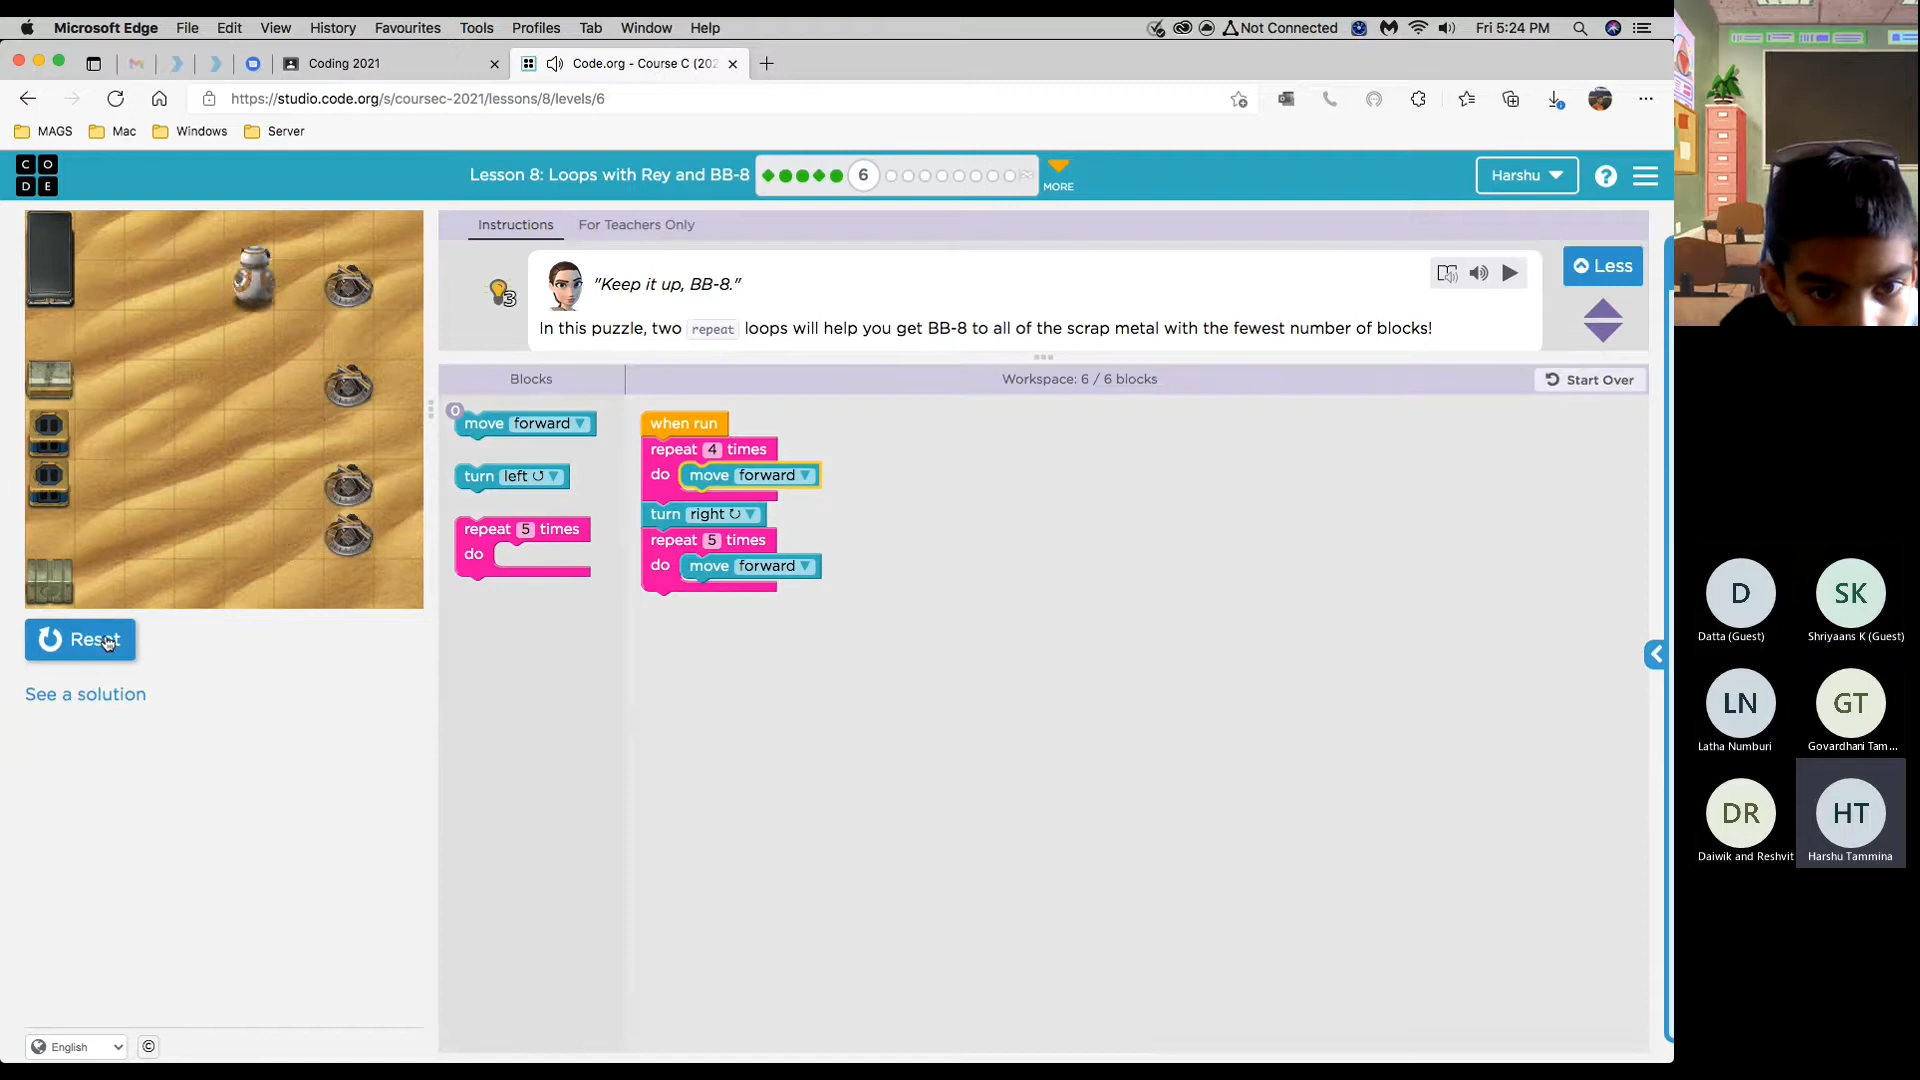 Microsoft Edge File Edit View History Favourites Tools Profiles Tab Window Help
Not Connected Fri 5:24 PM
Coding 2021
Code.org - Course C (202
https://studio.code.org/s/coursec-2021/lessons/8/levels/6
MAGS Mac Windows Server
C O
D E
Lesson 8: Loops with Rey and BB-8
6
MORE
Harshu
?
Instructions For Teachers Only
3
"Keep it up, BB-8."
In this puzzle, two repeat loops will help you get BB-8 to all of the scrap metal with the fewest number of blocks!
Less
Blocks
Workspace: 6 / 6 blocks
Start Over
0
move forward
turn left
repeat 5 times
do
when run
repeat 4 times
do move forward
turn right
repeat 5 times
do move forward
Reset
See a solution
English
©
D
Datta (Guest)
SK
Shriyaans K (Guest)
LN
Latha Numburi
GT
Govardhani Tam...
DR
Daiwik and Reshvit
HT
Harshu Tammina